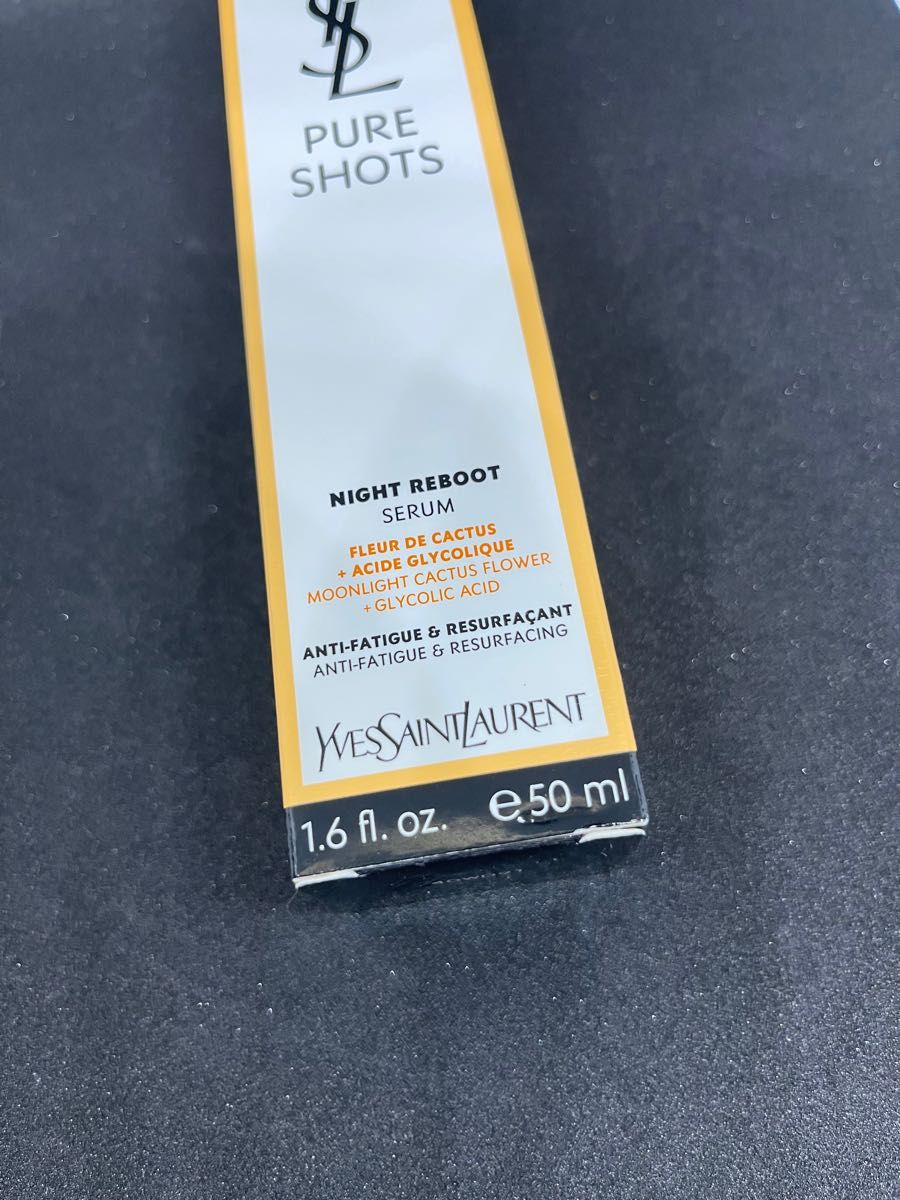 YSL
PURE
SHOTS
NIGHT REBOOT
SERUM
FLEUR DE CACTUS
+ ACIDE GLYCOLIQUE
MOONLIGHT CACTUS FLOWER
+ GLYCOLIC ACID
ANTI-FATIGUE & RESURFAÇANT
ANTI-FATIGUE & RESURFACING
YVESSAINTLAURENT
1.6 fl. oz. ℮ 50 ml